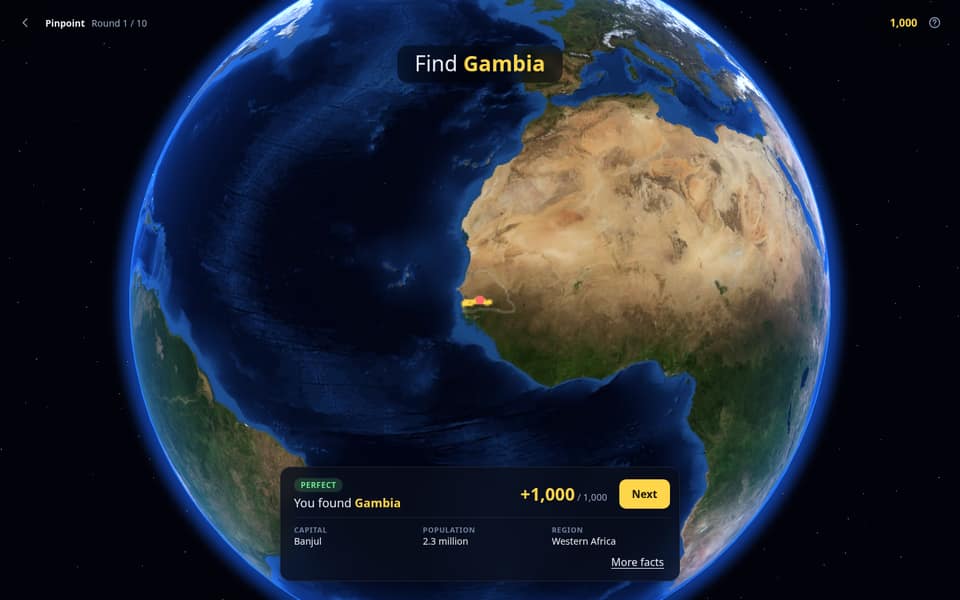 Pinpoint Round 1 / 10
1,000
Find Gambia
PERFECT
You found Gambia
+1,000 / 1,000
Next
CAPITAL
Banjul
POPULATION
2.3 million
REGION
Western Africa
More facts